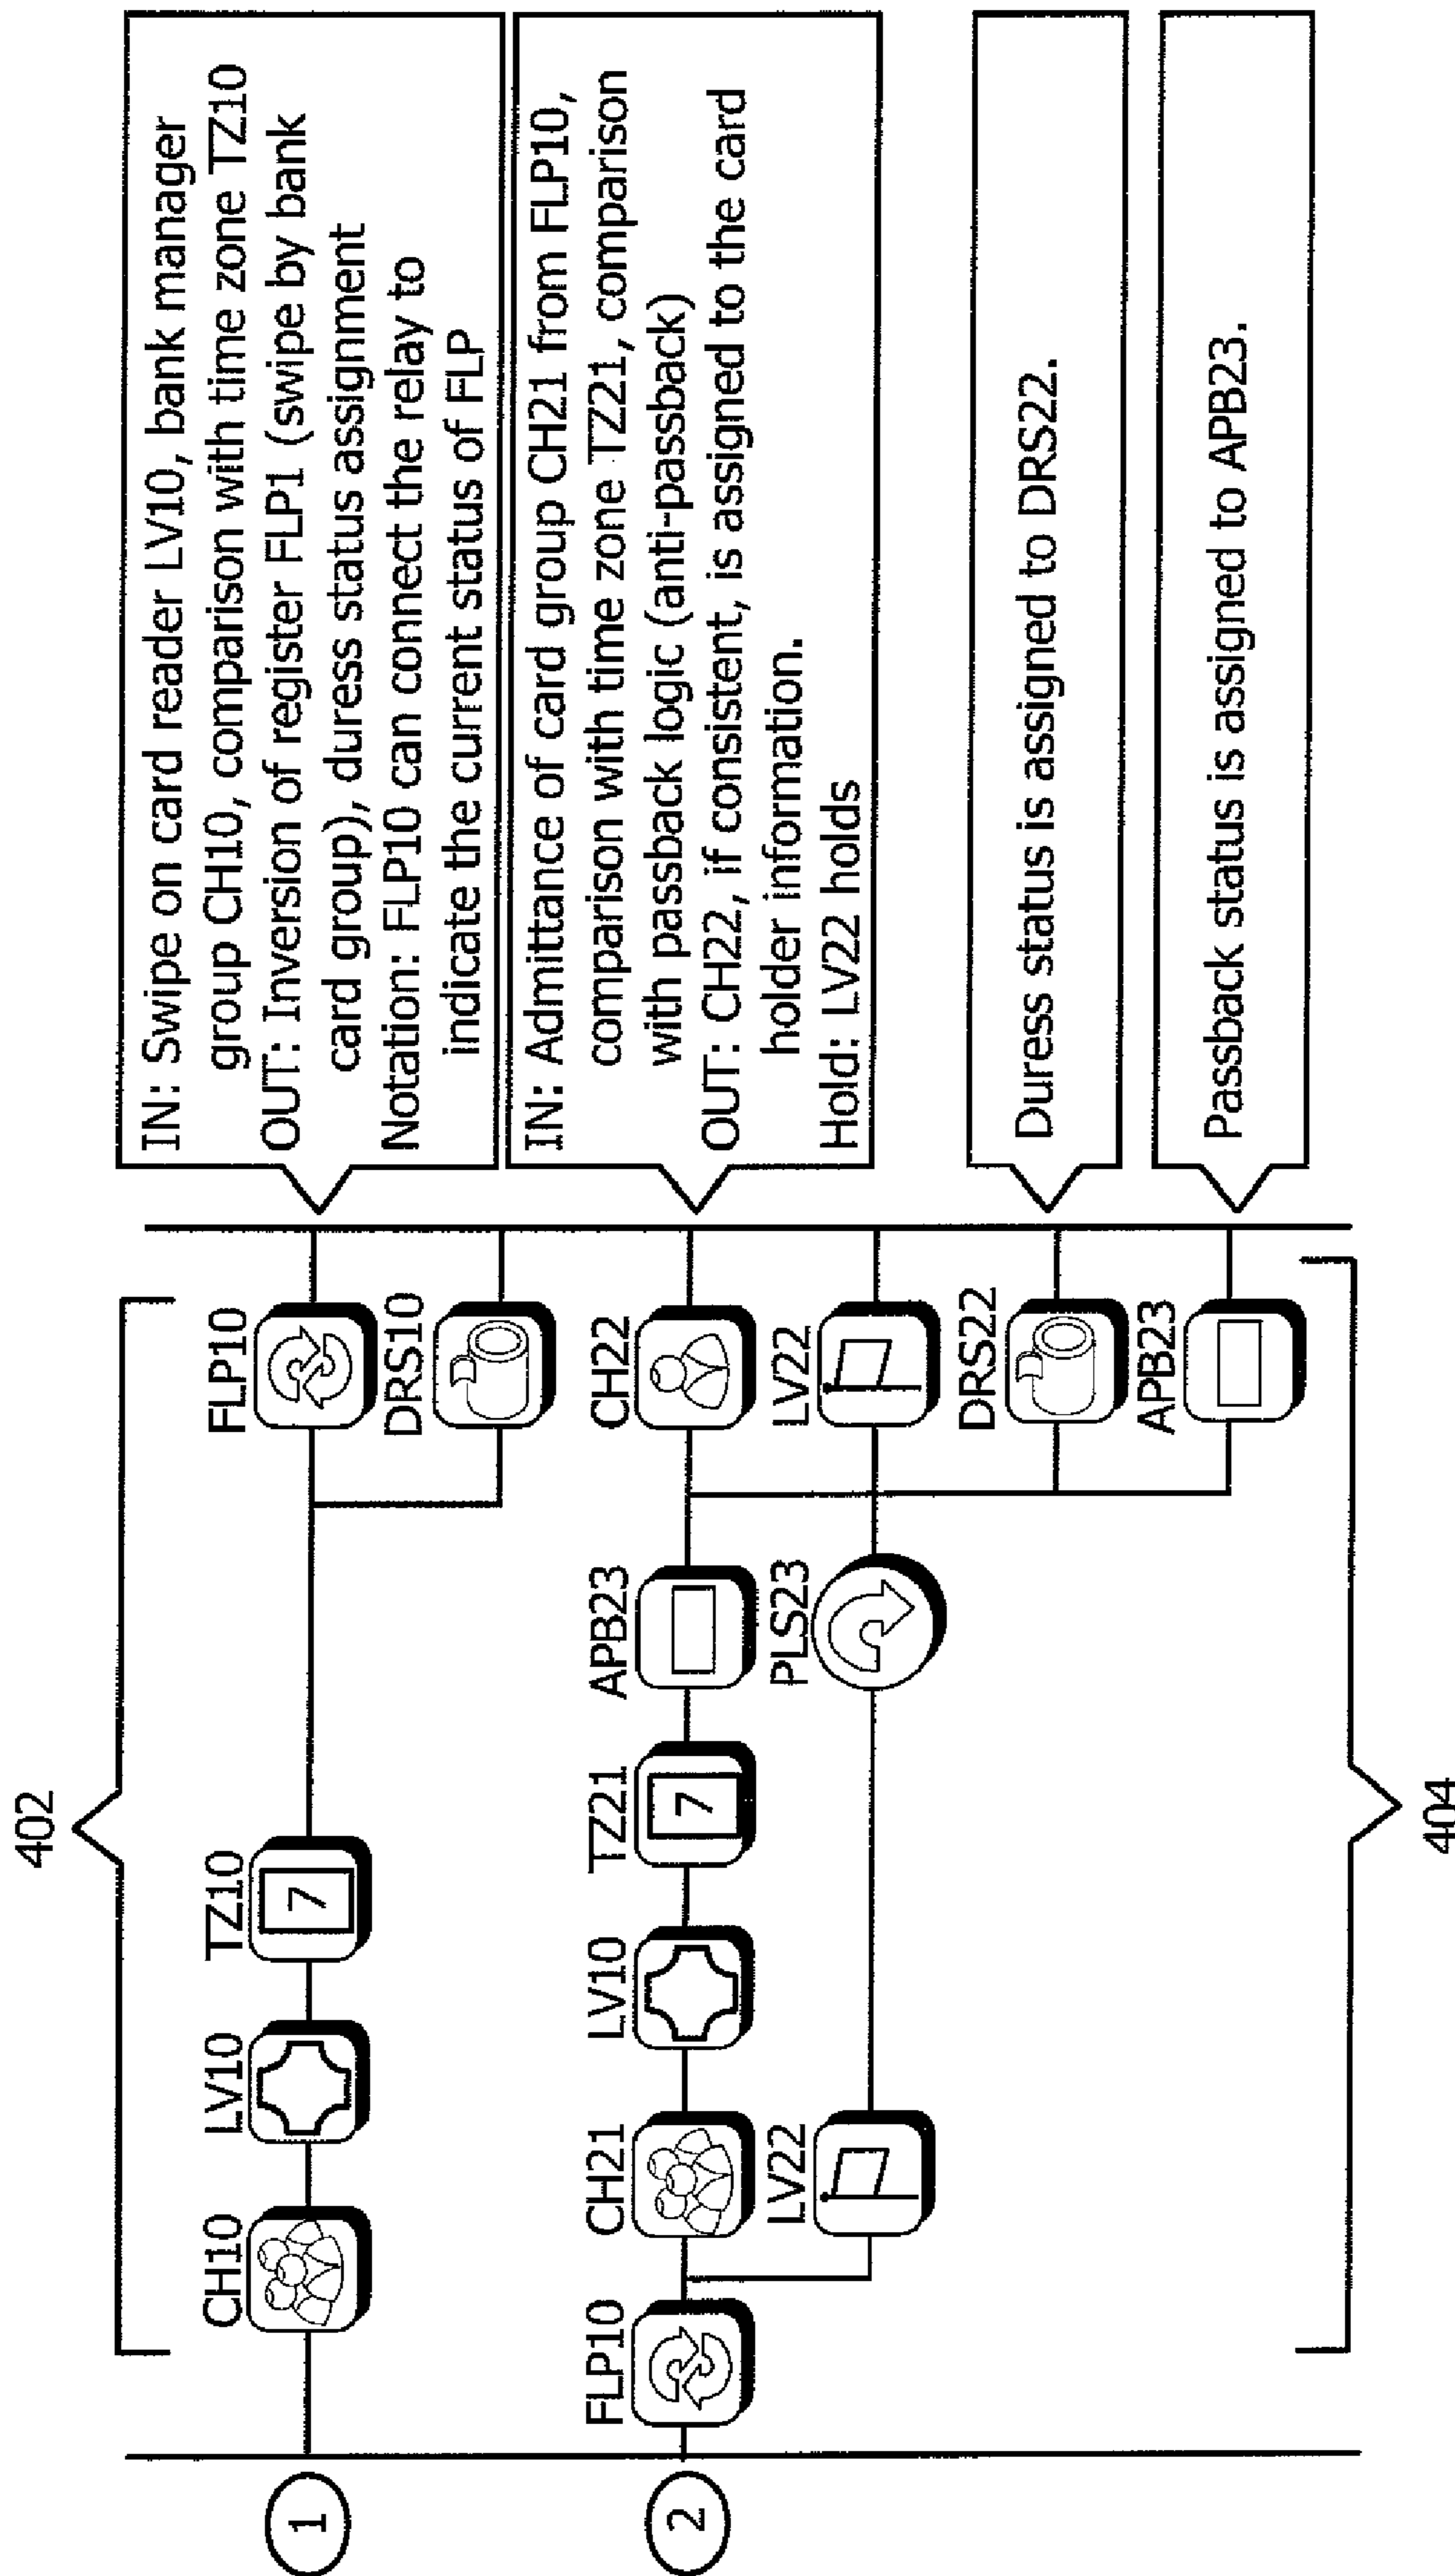 402
1
CH10
LV10
TZ10
FLP10
DRS10
7
IN: Swipe on card reader LV10, bank manager
group CH10, comparison with time zone TZ10
OUT: Inversion of register FLP1 (swipe by bank
card group), duress status assignment
Notation: FLP10 can connect the relay to
indicate the current status of FLP
2
FLP10
CH21
LV10
TZ21
APB23
CH22
7
LV22
PLS23
LV22
DRS22
APB23
IN: Admittance of card group CH21 from FLP10,
comparison with time zone TZ21, comparison
with passback logic (anti-passback)
OUT: CH22, if consistent, is assigned to the card
holder information.
Hold: LV22 holds
Duress status is assigned to DRS22.
Passback status is assigned to APB23.
404